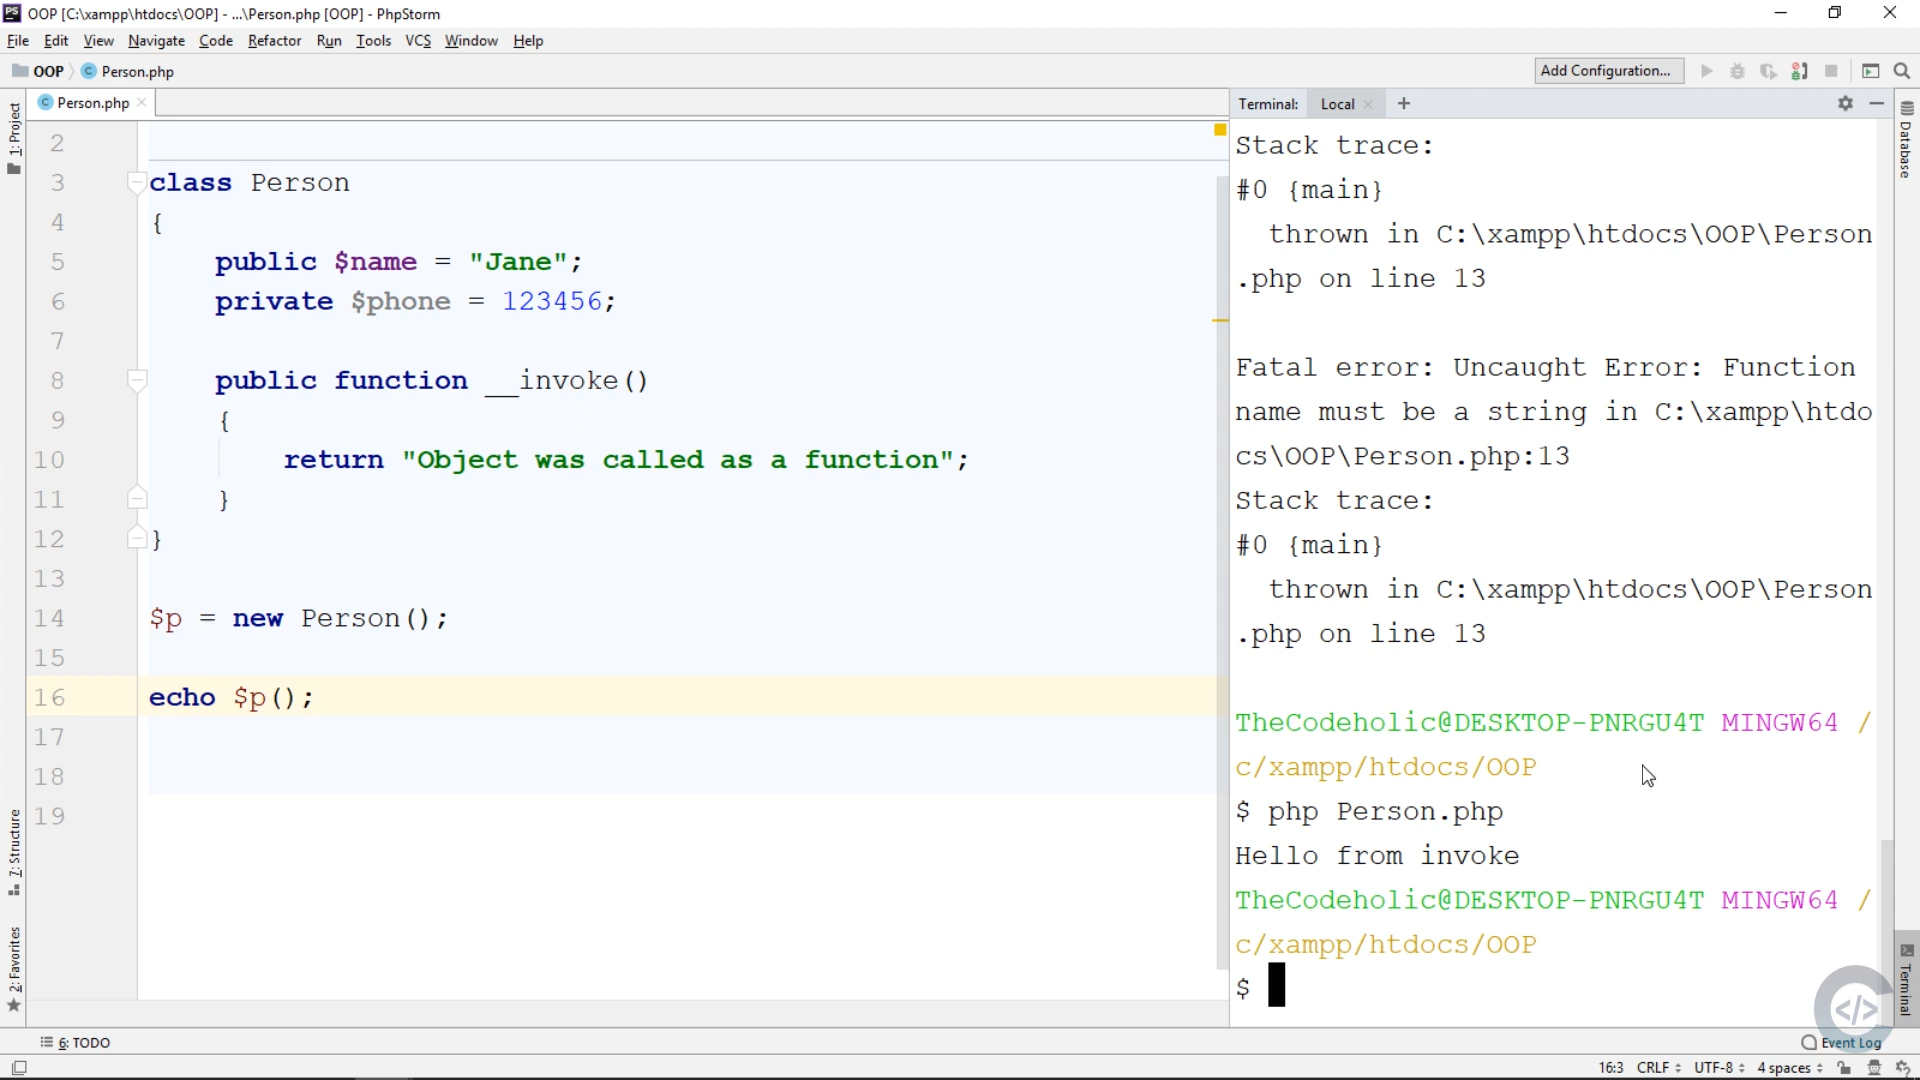 OOP [C:\xampp\htdocs\OOP] - ...\Person.php [OOP] - PhpStorm
File Edit View Navigate Code Refactor Run Tools VCS Window Help
OOP Person.php
Add Configuration...
Person.php
1: Project
7: Structure
2: Favorites
2
3 class Person
4 {
5 public $name = "Jane";
6 private $phone = 123456;
7
8 public function __invoke()
9 {
10 return "Object was called as a function";
11 }
12 }
13
14 $p = new Person();
15
16 echo $p();
17
18
19
Terminal: Local +
Stack trace:
#0 {main}
thrown in C:\xampp\htdocs\OOP\Person
.php on line 13
Fatal error: Uncaught Error: Function
name must be a string in C:\xampp\htdo
cs\OOP\Person.php:13
Stack trace:
#0 {main}
thrown in C:\xampp\htdocs\OOP\Person
.php on line 13
TheCodeholic@DESKTOP-PNRGU4T MINGW64 /
c/xampp/htdocs/OOP
$ php Person.php
Hello from invoke
TheCodeholic@DESKTOP-PNRGU4T MINGW64 /
c/xampp/htdocs/OOP
$
Database
Terminal
</>
6: TODO
Event Log
16:3 CRLF UTF-8 4 spaces